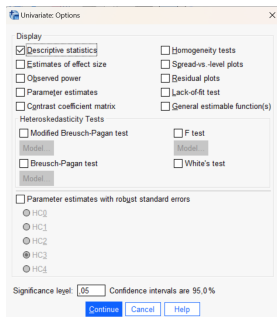 Univariate: Options
Display
Descriptive statistics
Homogeneity tests
Estimates of effect size
Spread-vs.-level plots
Observed power
Residual plots
Parameter estimates
Lack-of-fit test
Contrast coefficient matrix
General estimable function(s)
Heteroskedasticity Tests
Modified Breusch-Pagan test
F test
Model...
Model...
Breusch-Pagan test
White's test
Model...
Parameter estimates with robust standard errors
HC0
HC1
HC2
HC3
HC4
Significance level: ,05 Confidence intervals are 95,0 %
Continue Cancel Help